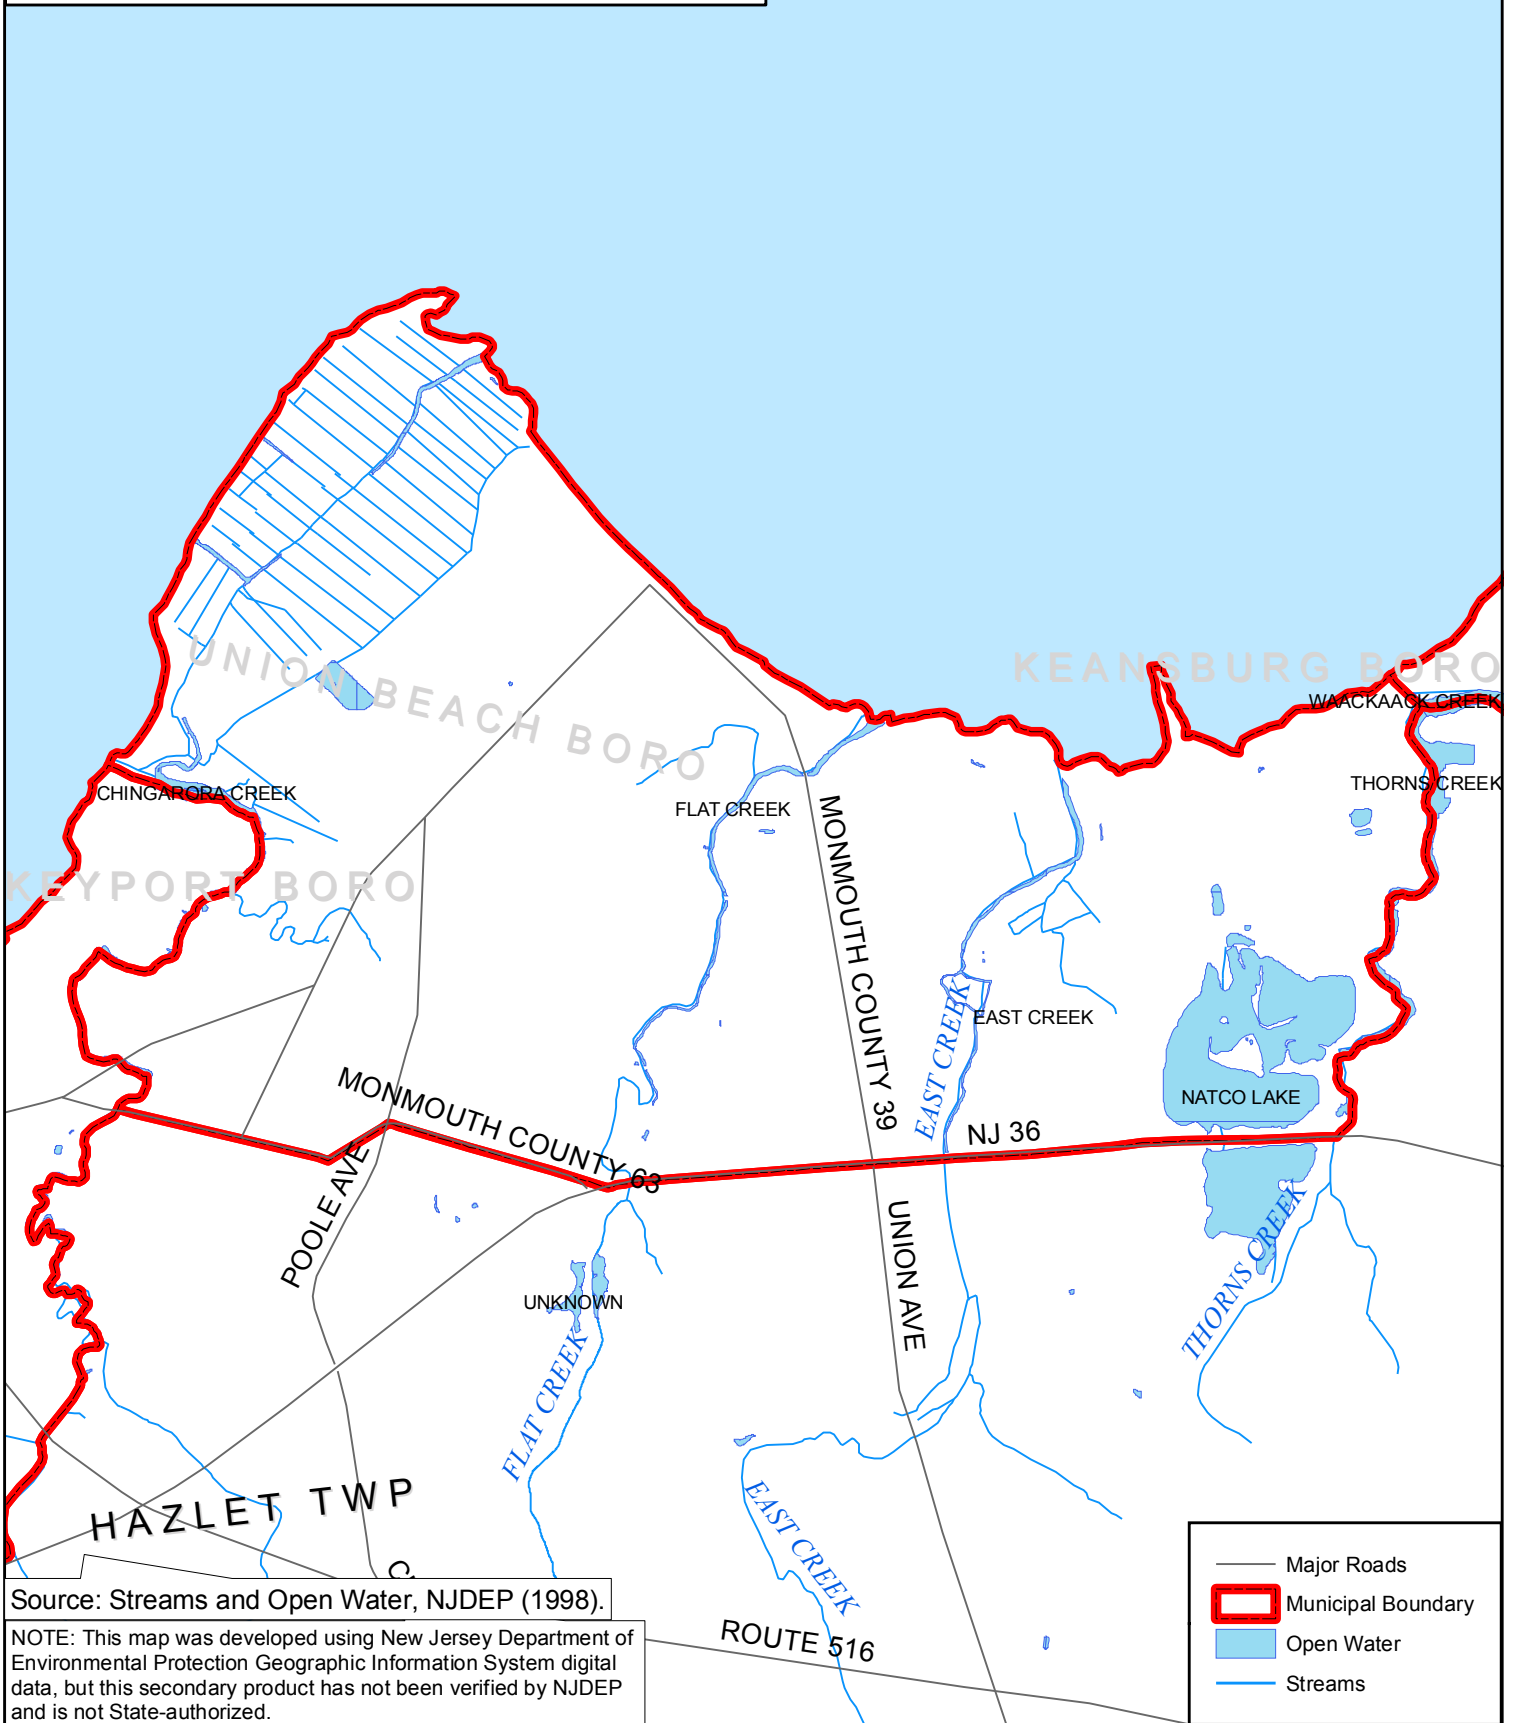 UNION BEACH BORO
KEANSBURG BORO
WAACKAACK CREEK
THORNS CREEK
CHINGARORA CREEK
FLAT CREEK
MONMOUTH COUNTY 39
KEYPORT BORO
EAST CREEK
EAST CREEK
MONMOUTH COUNTY 63
NATCO LAKE
NJ 36
POOLE AVE
UNION AVE
THORNS CREEK
UNKNOWN
FLAT CREEK
HAZLET TWP
EAST CREEK
ROUTE 516
Source: Streams and Open Water, NJDEP (1998).
NOTE: This map was developed using New Jersey Department of
Environmental Protection Geographic Information System digital
data, but this secondary product has not been verified by NJDEP
and is not State-authorized.
Major Roads
Municipal Boundary
Open Water
Streams